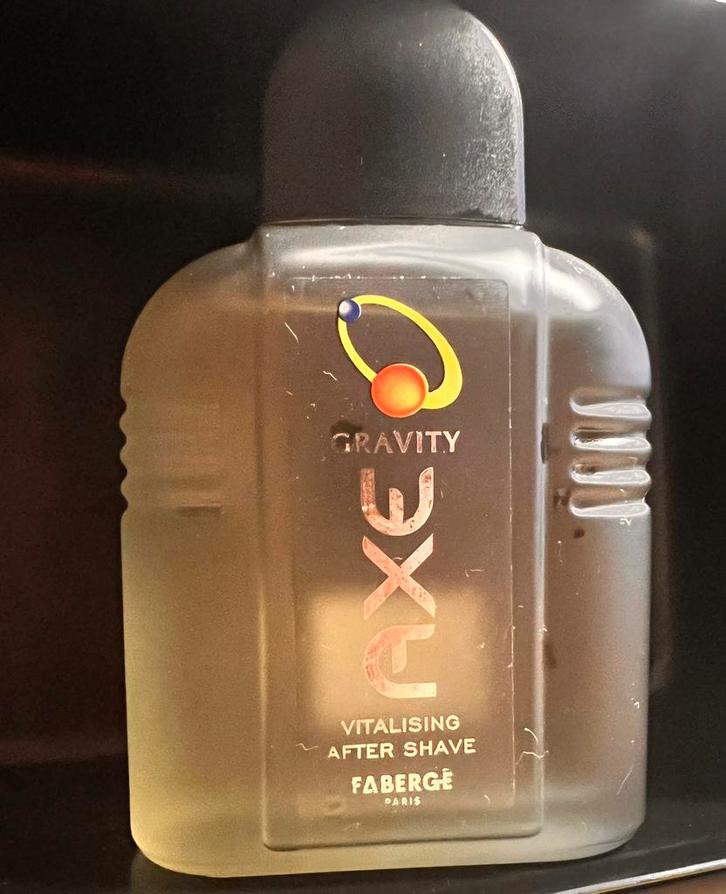 GRAVITY
AXE
VITALISING
AFTER SHAVE
FABERGÉ
PARIS